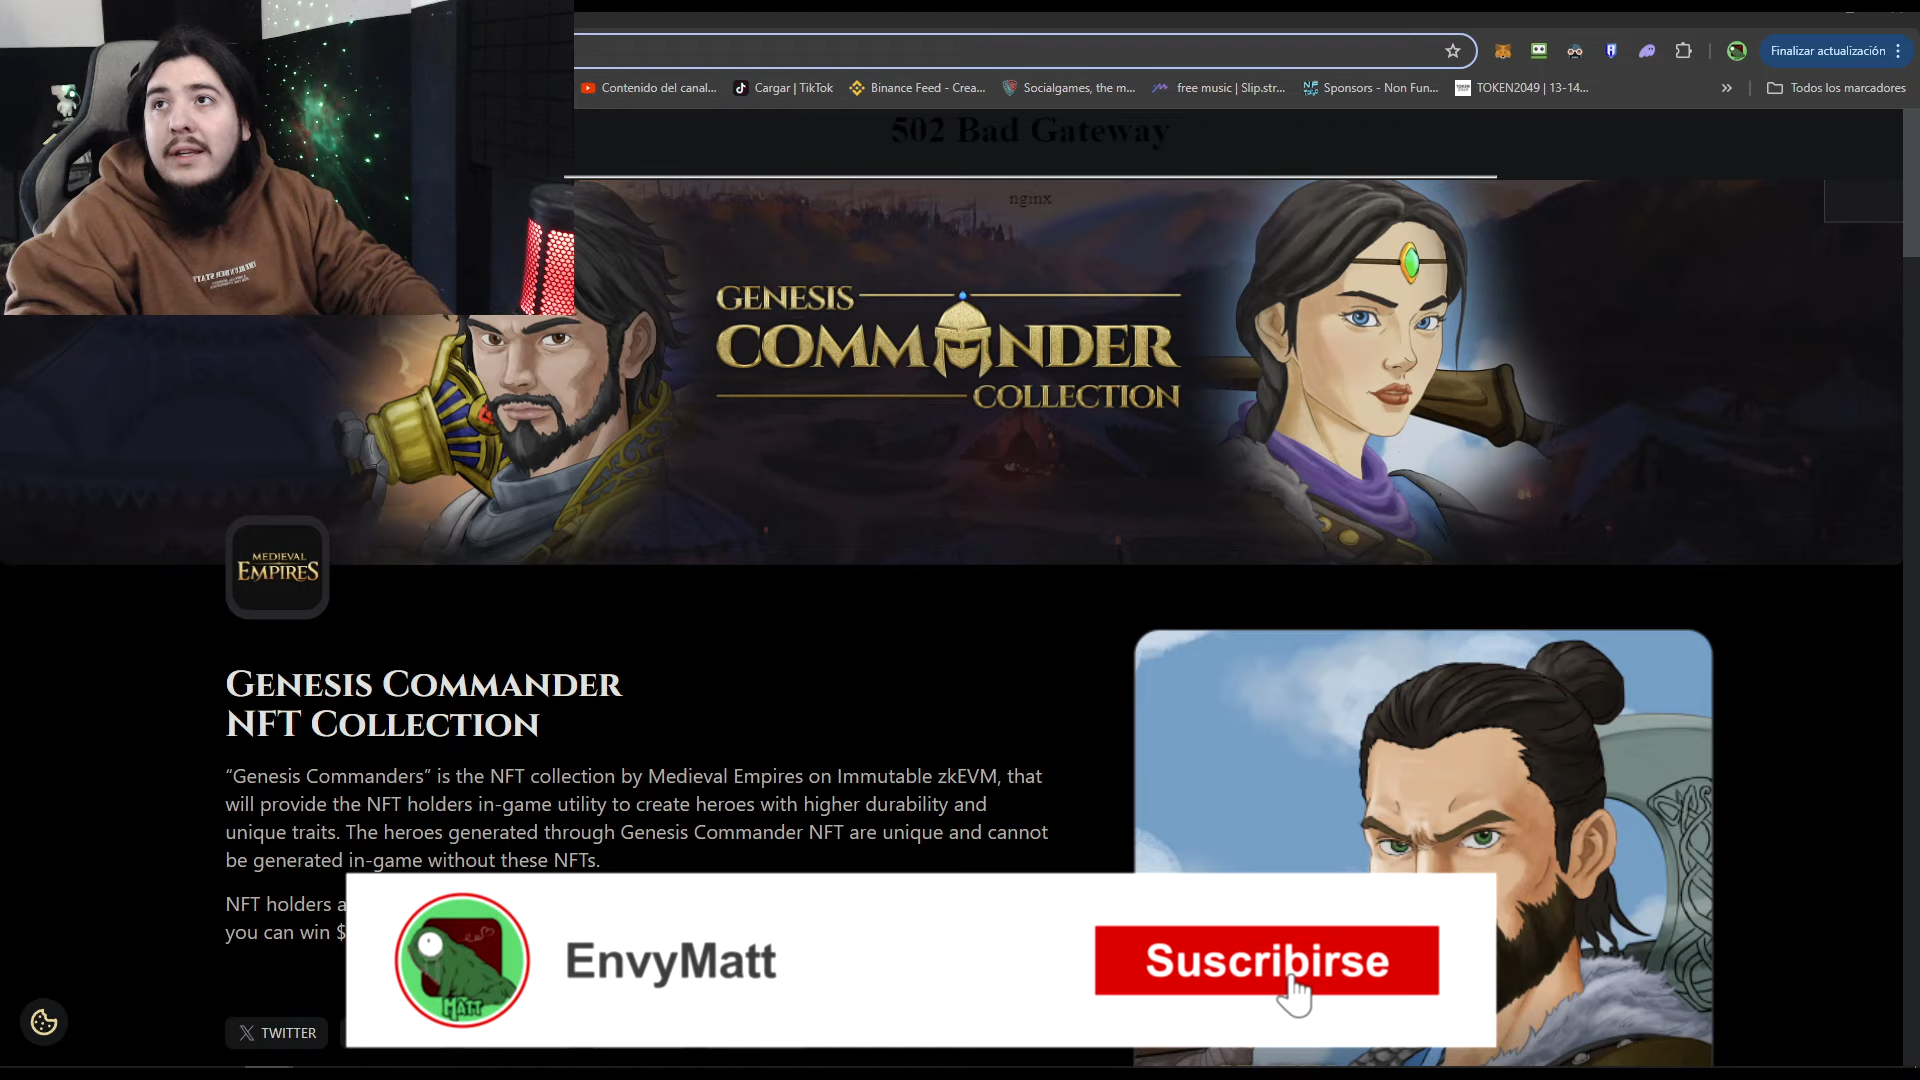 Finalizar actualización
Contenido del canal...
Cargar | TikTok
Binance Feed - Crea...
Socialgames, the m...
free music | Slip.str...
Sponsors - Non Fun...
TOKEN2049 | 13-14...
»
Todos los marcadores
502 Bad Gateway
nginx
GENESIS
COMMANDER
COLLECTION
MEDIEVAL
EMPIRES
GENESIS COMMANDER
NFT COLLECTION
“Genesis Commanders” is the NFT collection by Medieval Empires on Immutable zkEVM, that
will provide the NFT holders in-game utility to create heroes with higher durability and
unique traits. The heroes generated through Genesis Commander NFT are unique and cannot
be generated in-game without these NFTs.
NFT holders a
you can win $
MATT
EnvyMatt
Suscribirse
TWITTER